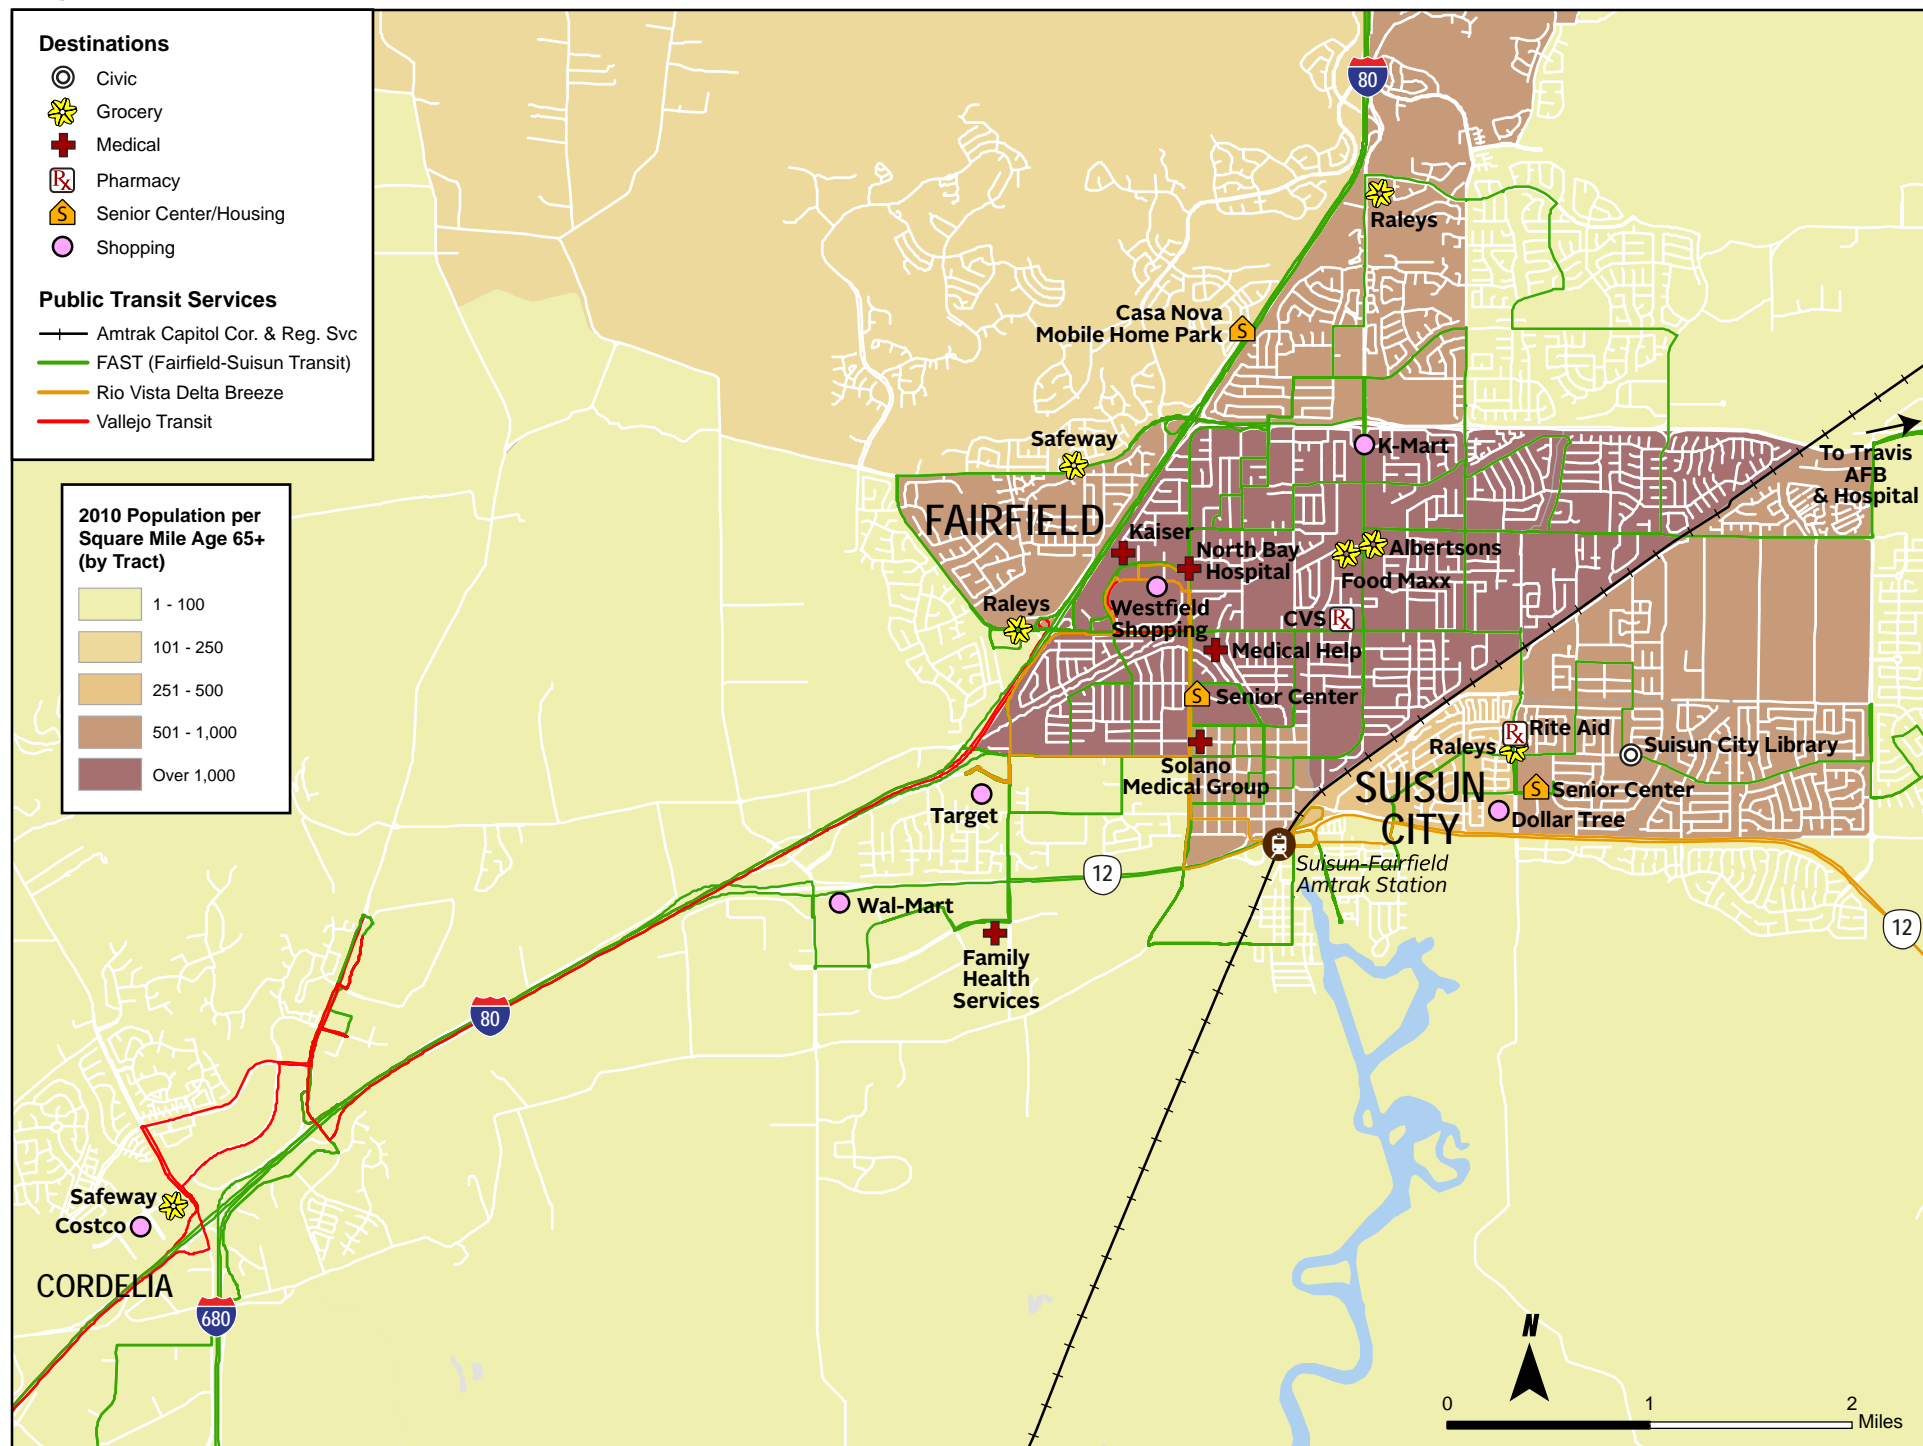 Destinations
Civic
Grocery
Medical
Rx
Pharmacy
S
Senior Center/Housing
Shopping
Public Transit Services
Amtrak Capitol Cor. & Reg. Svc
FAST (Fairfield-Suisun Transit)
Rio Vista Delta Breeze
Vallejo Transit
2010 Population per
Square Mile Age 65+
(by Tract)
1 - 100
101 - 250
251 - 500
501 - 1,000
Over 1,000
80
Raleys
Casa Nova
Mobile Home Park
S
Safeway
K-Mart
To Travis
AFB
& Hospital
FAIRFIELD
Kaiser
North Bay
Hospital
Albertsons
Food Maxx
Raleys
Westfield
Shopping
CVS
Rx
Medical Help
S
Senior Center
Rx
Rite Aid
Raleys
Suisun City Library
Solano
Medical Group
SUISUN
CITY
S
Senior Center
Dollar Tree
Target
Suisun-Fairfield
Amtrak Station
12
Wal-Mart
12
Family
Health
Services
80
Safeway
Costco
CORDELIA
680
N
0
1
2
Miles